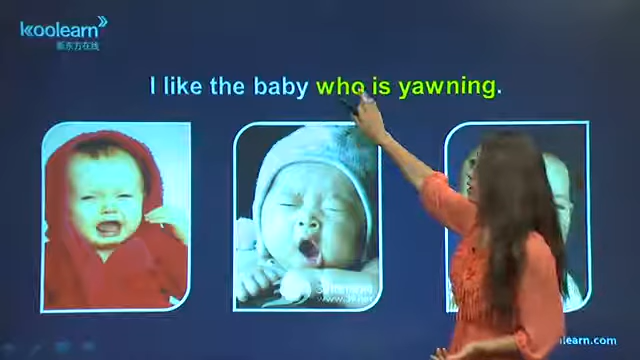 koolearn
新东方在线
I like the baby who is yawning.
learn.com